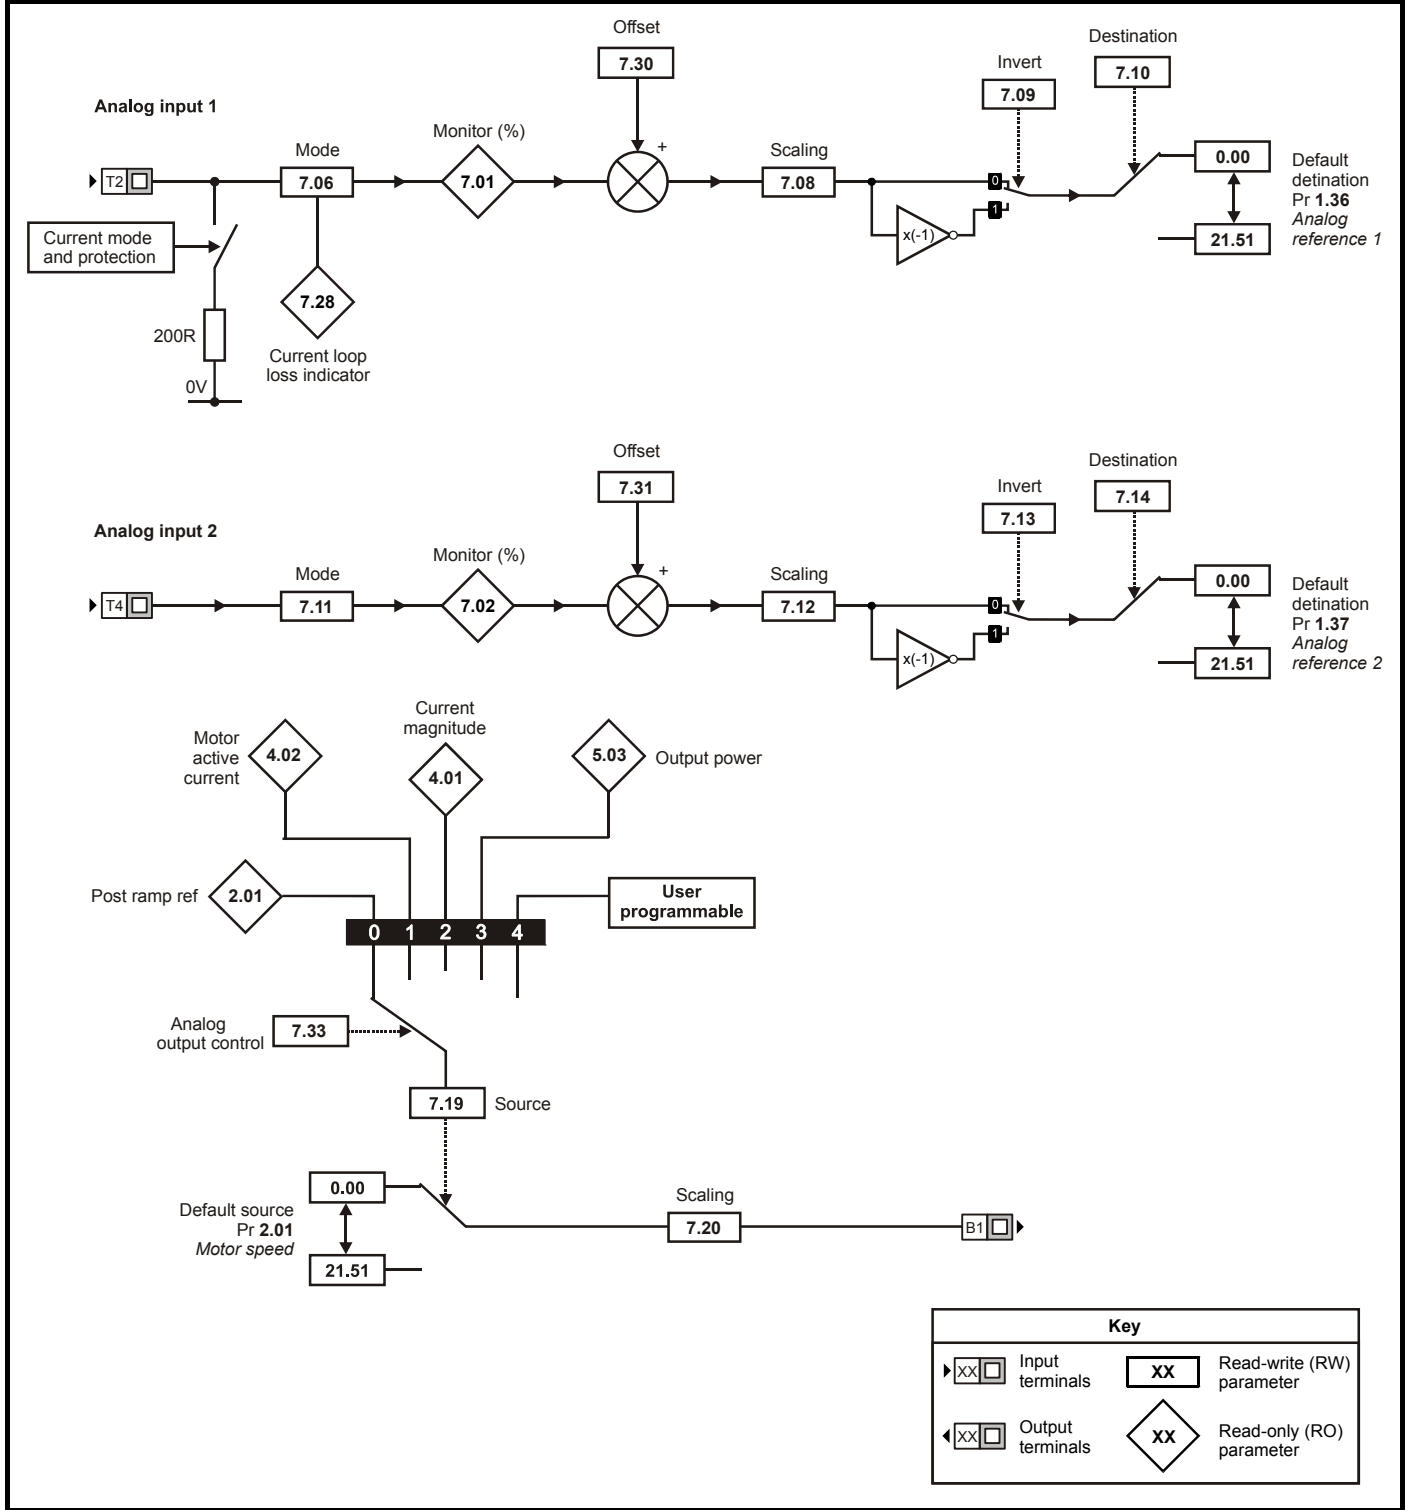 Offset
7.30
Destination
7.10
Invert
7.09
Analog input 1
Monitor (%)
Mode
+
Scaling
T2
7.06
7.01
7.08
0
1
x(-1)
0.00
21.51
Default
detination
Pr 1.36
Analog
reference 1
Current mode
and protection
7.28
200R
Current loop
loss indicator
0V
Offset
7.31
Destination
7.14
Invert
7.13
Analog input 2
Monitor (%)
Mode
+
Scaling
T4
7.11
7.02
7.12
0
1
x(-1)
0.00
21.51
Default
detination
Pr 1.37
Analog
reference 2
Motor
active
current
4.02
Current
magnitude
4.01
5.03
Output power
Post ramp ref
2.01
User
programmable
0 1 2 3 4
Analog
output control
7.33
7.19
Source
0.00
Default source
Pr 2.01
Motor speed
21.51
Scaling
7.20
B1
Key
XX
Input
terminals
XX
Read-write (RW)
parameter
XX
Output
terminals
XX
Read-only (RO)
parameter